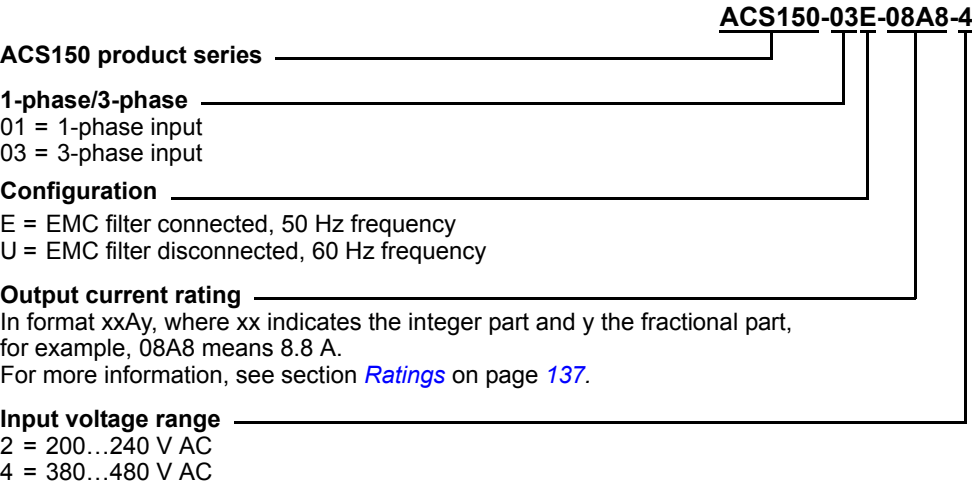 ACS150-03E-08A8-4
ACS150 product series
1-phase/3-phase
01 = 1-phase input
03 = 3-phase input
Configuration
E = EMC filter connected, 50 Hz frequency
U = EMC filter disconnected, 60 Hz frequency
Output current rating
In format xxAy, where xx indicates the integer part and y the fractional part,
for example, 08A8 means 8.8 A.
For more information, see section Ratings on page 137.
Input voltage range
2 = 200…240 V AC
4 = 380…480 V AC